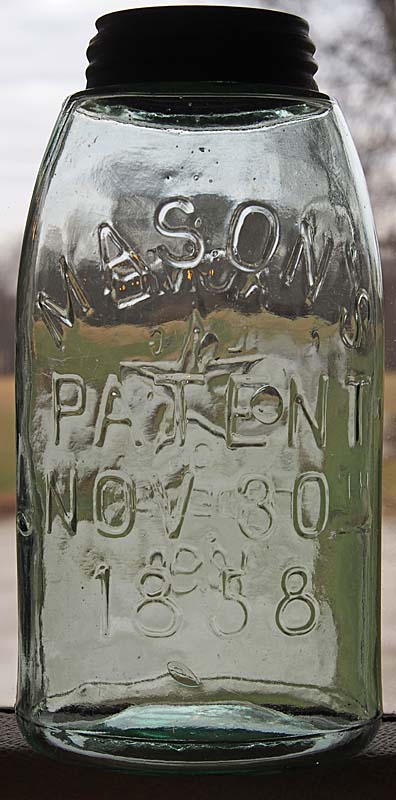 MASON'S
PATENT
NOV 30TH
1858